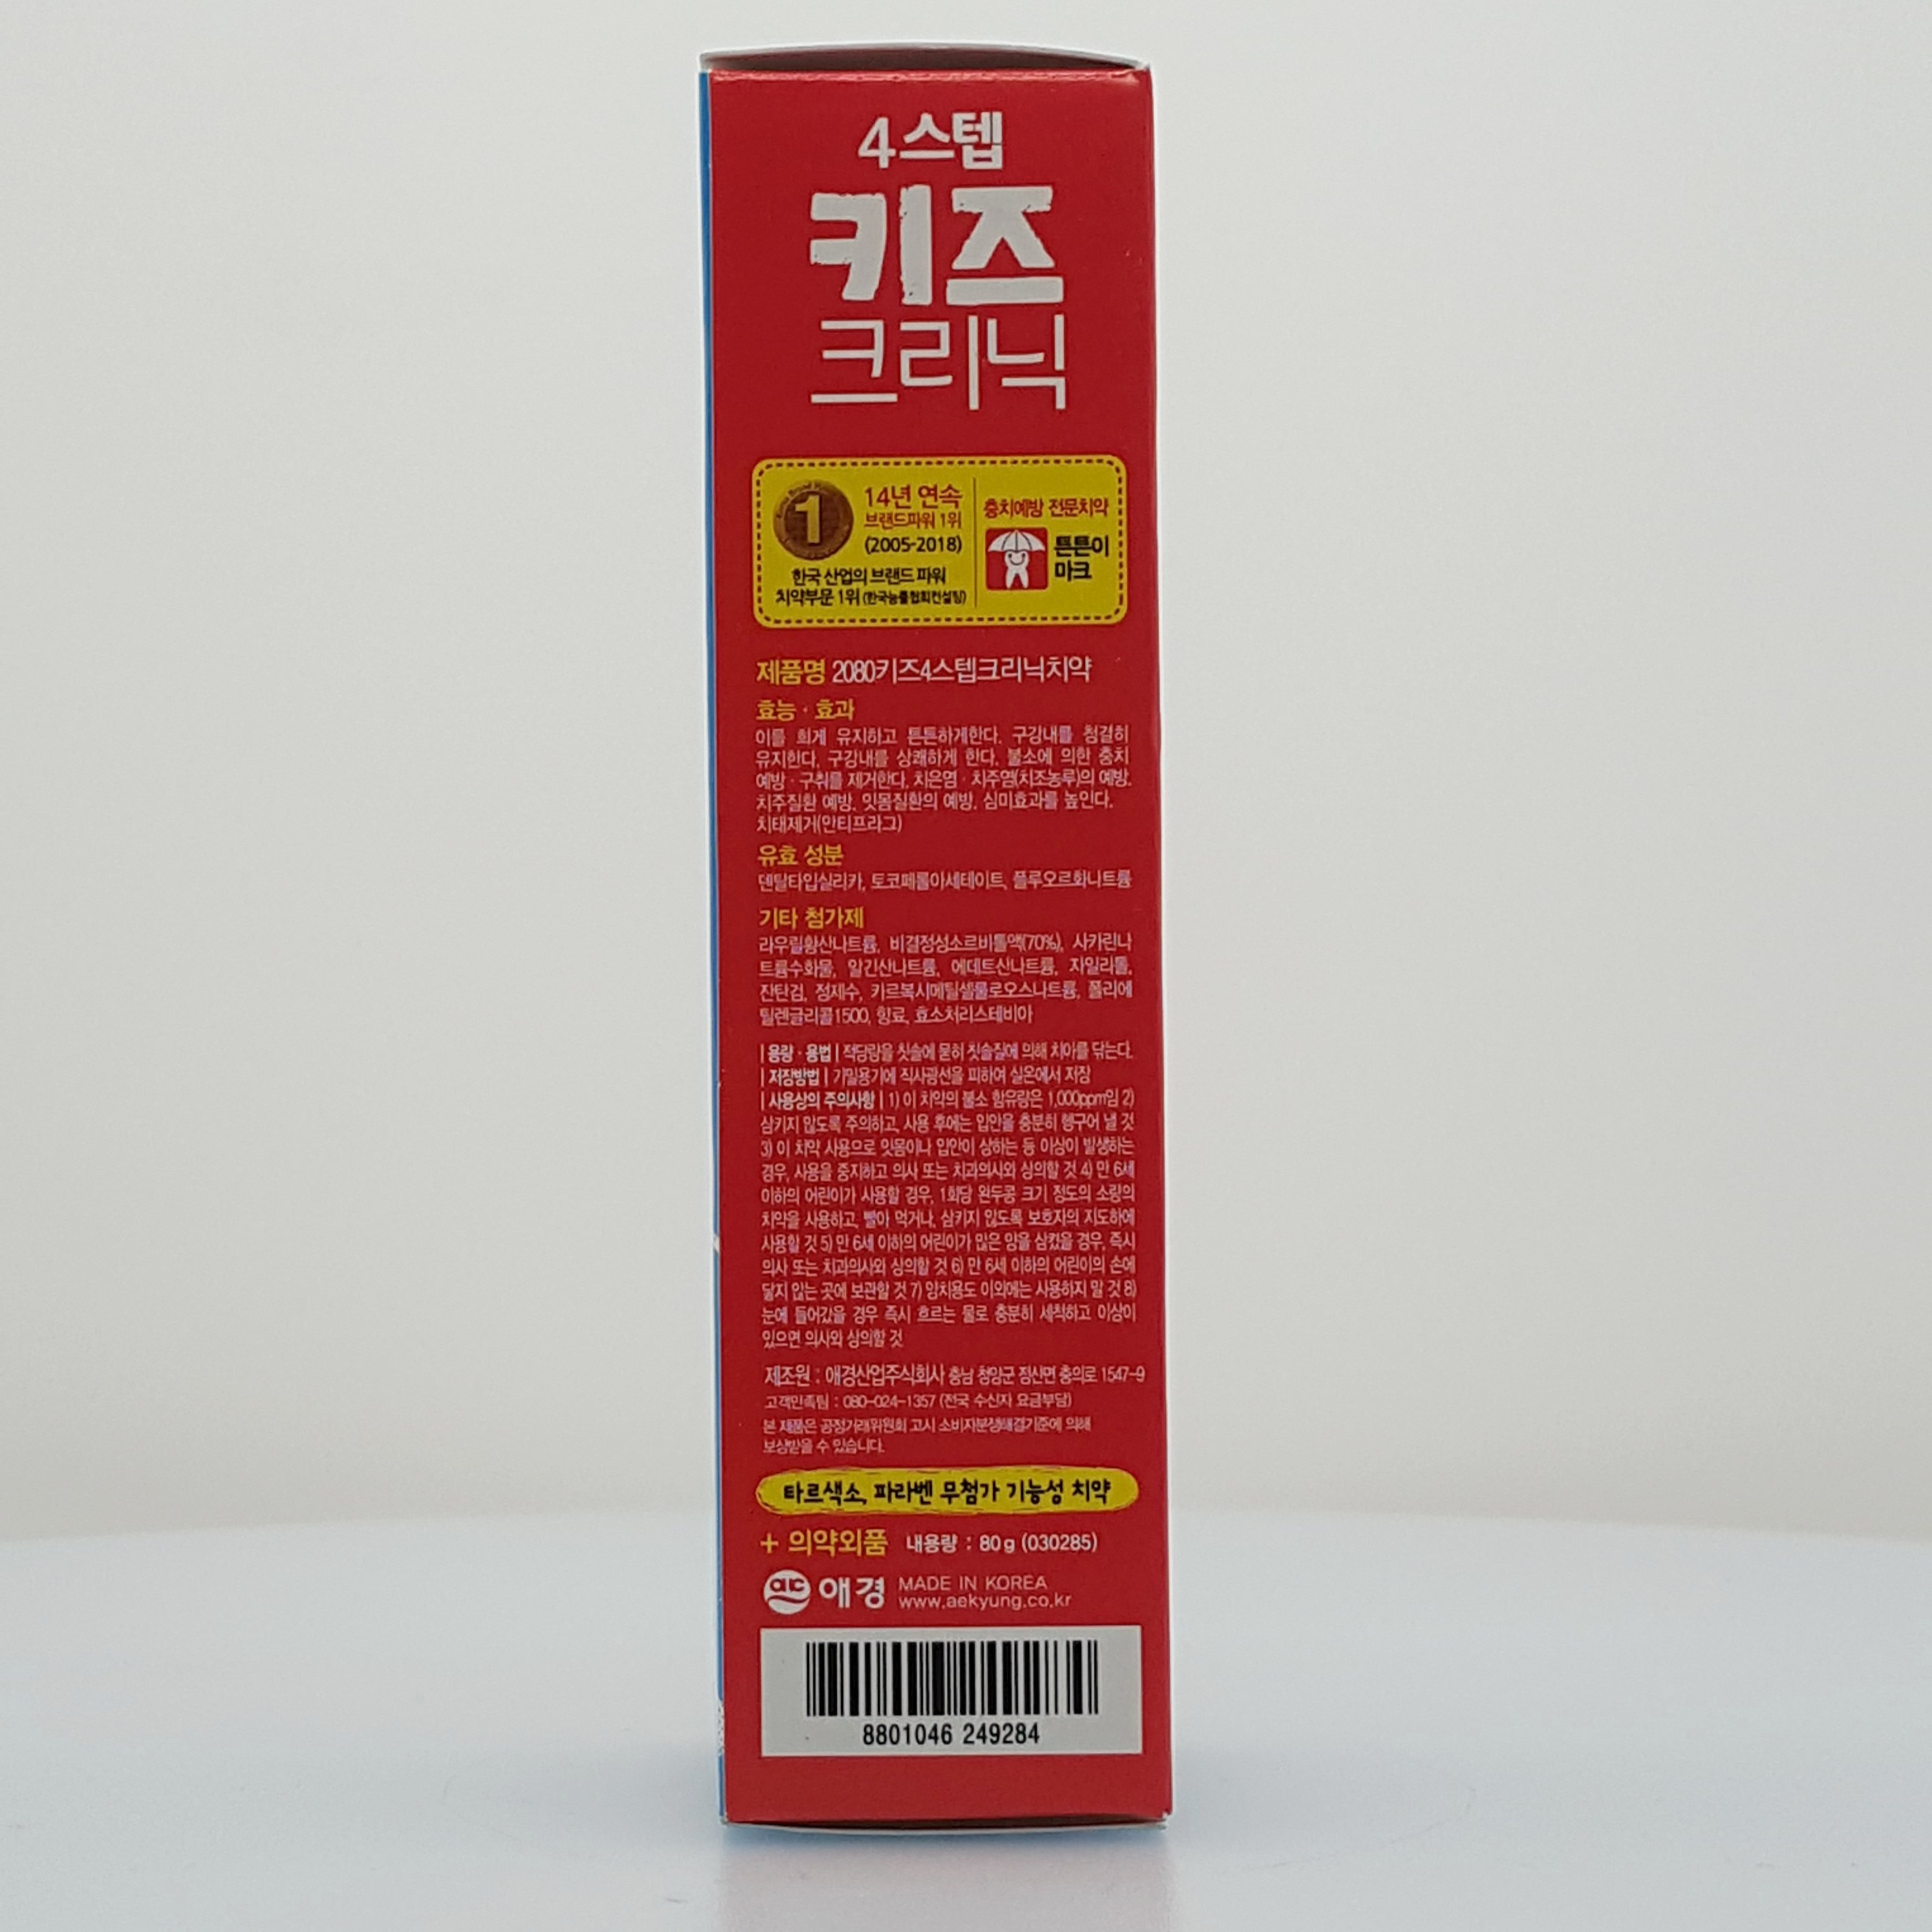 4스텝
키즈
크리닉
1
14년 연속
브랜드파워 1위
(2005-2018)
한국 산업의 브랜드 파워
치약부문 1위 (한국능률협회컨설팅)
충치예방 전문치약
튼튼이
마크
제품명 2080키즈4스텝크리닉치약
효능 · 효과
이를 희게 유지하고 튼튼하게한다. 구강내를 청결히
유지한다. 구강내를 상쾌하게 한다. 불소에 의한 충치
예방 · 구취를 제거한다. 치은염 · 치주염(치조농루)의 예방.
치주질환 예방. 잇몸질환의 예방. 심미효과를 높인다.
치태제거(안티프라그)
유효 성분
덴탈타입실리카, 토코페롤아세테이트, 플루오르화나트륨
기타 첨가제
라우릴황산나트륨, 비결정성소르비톨액(70%), 사카린나
트륨수화물, 알긴산나트륨, 에데트산나트륨, 자일리톨,
잔탄검, 정제수, 카르복시메틸셀룰로오스나트륨, 폴리에
틸렌글리콜1500, 향료, 효소처리스테비아
| 용량 · 용법 | 적당량을 칫솔에 묻혀 칫솔질에 의해 치아를 닦는다.
| 저장방법 | 기밀용기에 직사광선을 피하여 실온에서 저장
| 사용상의 주의사항 | 1) 이 치약의 불소 함유량은 1,000ppm임 2)
삼키지 않도록 주의하고, 사용 후에는 입안을 충분히 헹구어 낼 것
3) 이 치약 사용으로 잇몸이나 입안이 상하는 등 이상이 발생하는
경우, 사용을 중지하고 의사 또는 치과의사와 상의할 것 4) 만 6세
이하의 어린이가 사용할 경우, 1회당 완두콩 크기 정도의 소량의
치약을 사용하고, 빨아 먹거나, 삼키지 않도록 보호자의 지도하에
사용할 것 5) 만 6세 이하의 어린이가 많은 양을 삼켰을 경우, 즉시
의사 또는 치과의사와 상의할 것 6) 만 6세 이하의 어린이의 손에
닿지 않는 곳에 보관할 것 7) 양치용도 이외에는 사용하지 말 것 8)
눈에 들어갔을 경우 즉시 흐르는 물로 충분히 세척하고 이상이
있으면 의사와 상의할 것
제조원 : 애경산업주식회사 충남 청양군 정산면 충의로 1547-9
고객만족팀 : 080-024-1357 (전국 수신자 요금부담)
본 제품은 공정거래위원회 고시 소비자분쟁해결기준에 의해
보상받을 수 있습니다.
타르색소, 파라벤 무첨가 기능성 치약
+ 의약외품 내용량 : 80g (030285)
애경 MADE IN KOREA
www.aekyung.co.kr
8801046 249284